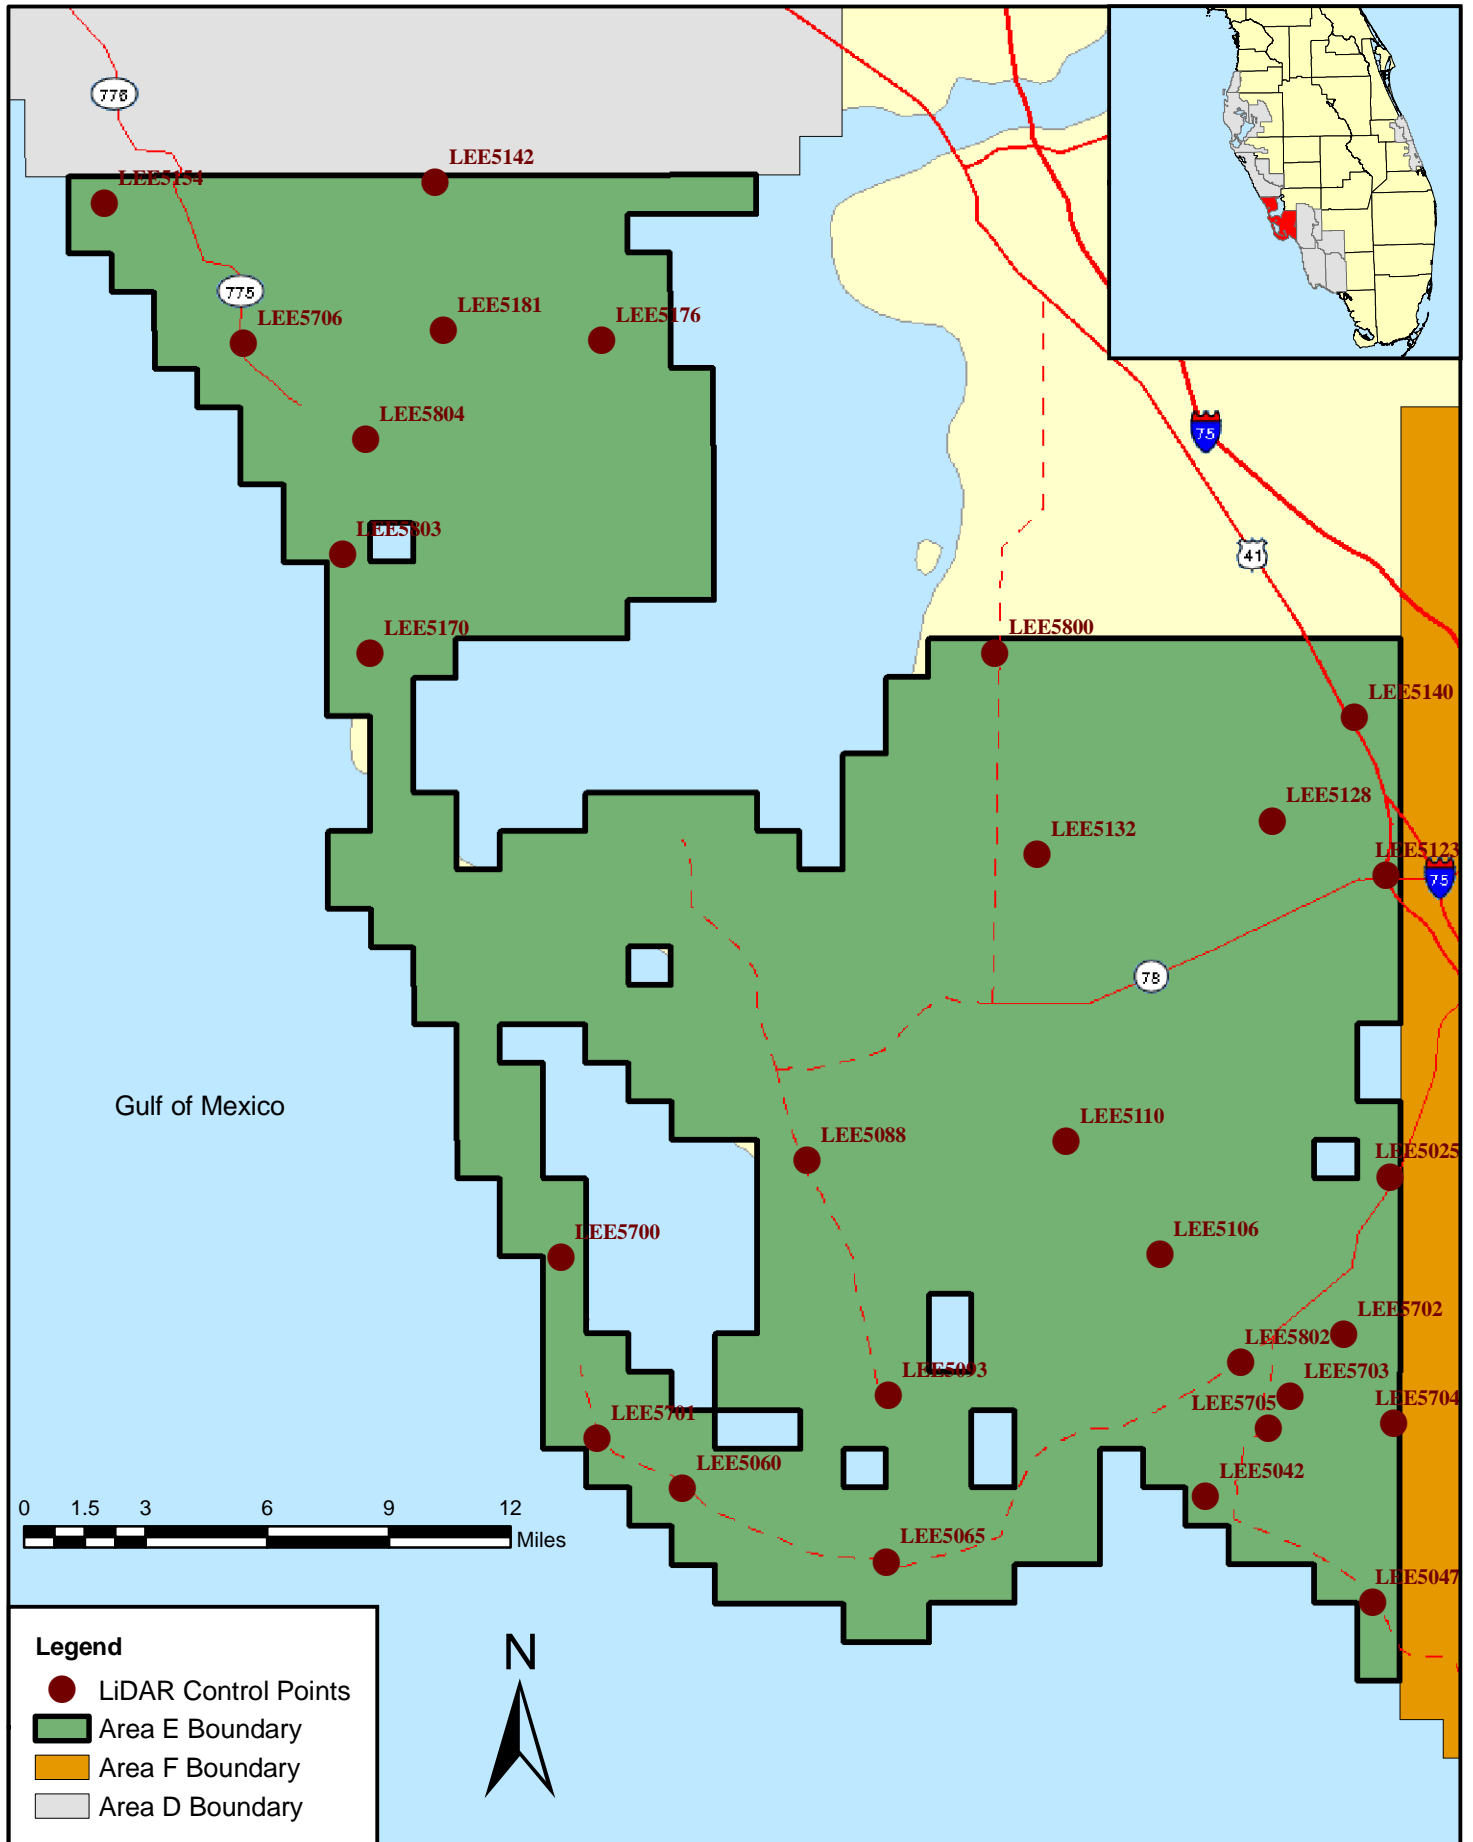 776
LEE5142
LEE5154
775
LEE5181
LEE5706
LEE5176
LEE5804
75
LEE5803
41
LEE5170
LEE5800
LEE5140
LEE5128
LEE5132
LEE5123
75
78
Gulf of Mexico
LEE5110
LEE5088
LEE5025
LEE5106
LEE5700
LEE5702
LEE5802
LEE5093
LEE5703
LEE5704
LEE5701
LEE5705
LEE5060
LEE5042
0 1.5 3 6 9 12
Miles
LEE5065
LEE5047
N
Legend
LiDAR Control Points
Area E Boundary
Area F Boundary
Area D Boundary